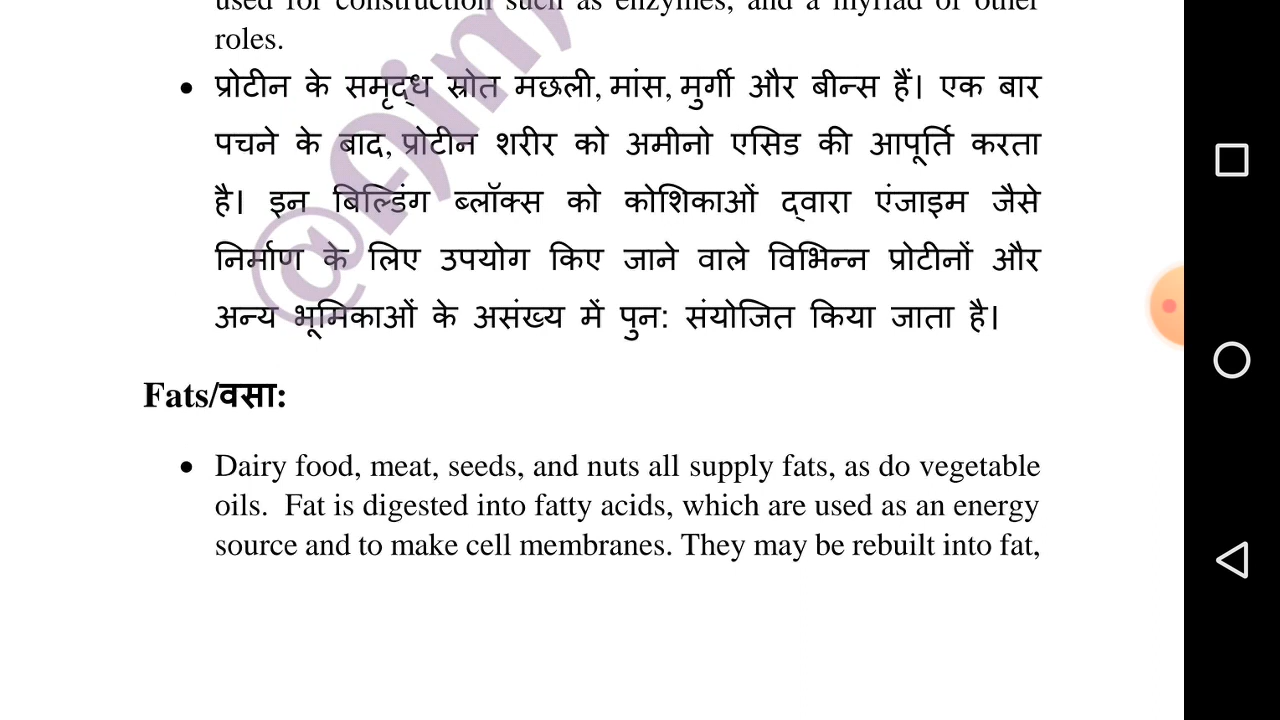 used for construction such as enzymes, and a myriad of other
roles.
• प्रोटीन के समृद्ध स्रोत मछली, मांस, मुर्गी और बीन्स हैं। एक बार
पचने के बाद, प्रोटीन शरीर को अमीनो एसिड की आपूर्ति करता
है। इन बिल्डिंग ब्लॉक्स को कोशिकाओं द्वारा एंजाइम जैसे
निर्माण के लिए उपयोग किए जाने वाले विभिन्न प्रोटीनों और
अन्य भूमिकाओं के असंख्य में पुन: संयोजित किया जाता है।
Fats/वसा:
• Dairy food, meat, seeds, and nuts all supply fats, as do vegetable
oils. Fat is digested into fatty acids, which are used as an energy
source and to make cell membranes. They may be rebuilt into fat,